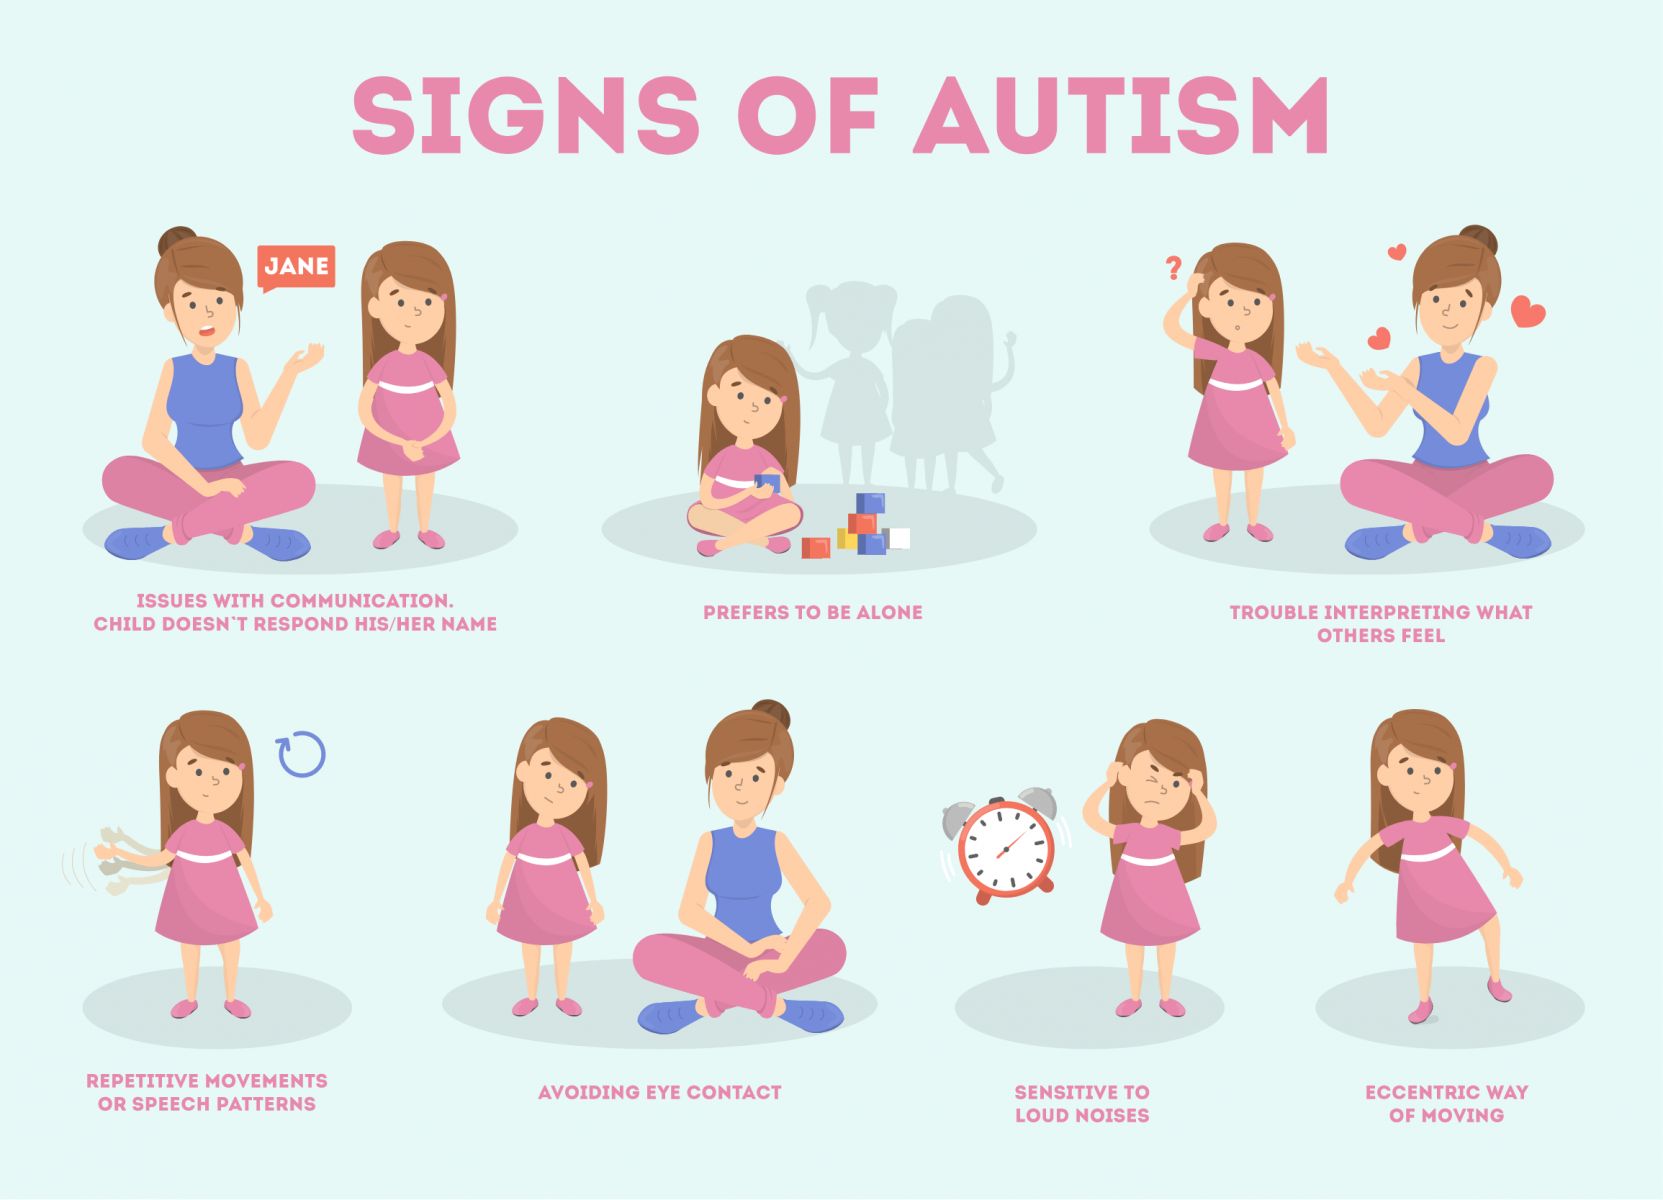 SIGNS OF AUTISM
JANE
?
ISSUES WITH COMMUNICATION.
CHILD DOESN`T RESPOND HIS/HER NAME
PREFERS TO BE ALONE
TROUBLE INTERPRETING WHAT
OTHERS FEEL
REPETITIVE MOVEMENTS
OR SPEECH PATTERNS
AVOIDING EYE CONTACT
SENSITIVE TO
LOUD NOISES
ECCENTRIC WAY
OF MOVING